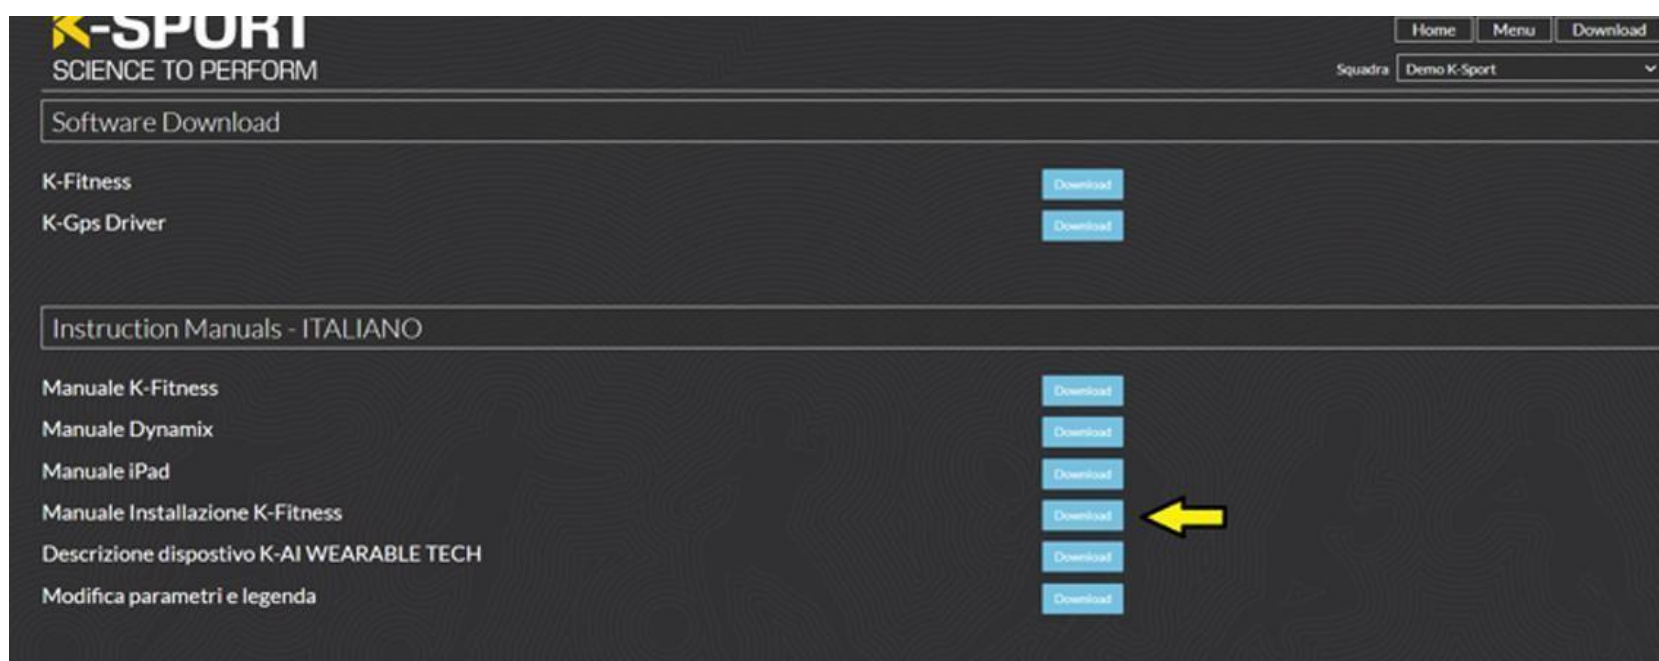 K-SPORT
SCIENCE TO PERFORM
Home Menu Download
Squadra Demo K-Sport
Software Download
K-Fitness Download
K-Gps Driver Download
Instruction Manuals - ITALIANO
Manuale K-Fitness Download
Manuale Dynamix Download
Manuale iPad Download
Manuale Installazione K-Fitness Download
Descrizione dispostivo K-AI WEARABLE TECH Download
Modifica parametri e legenda Download